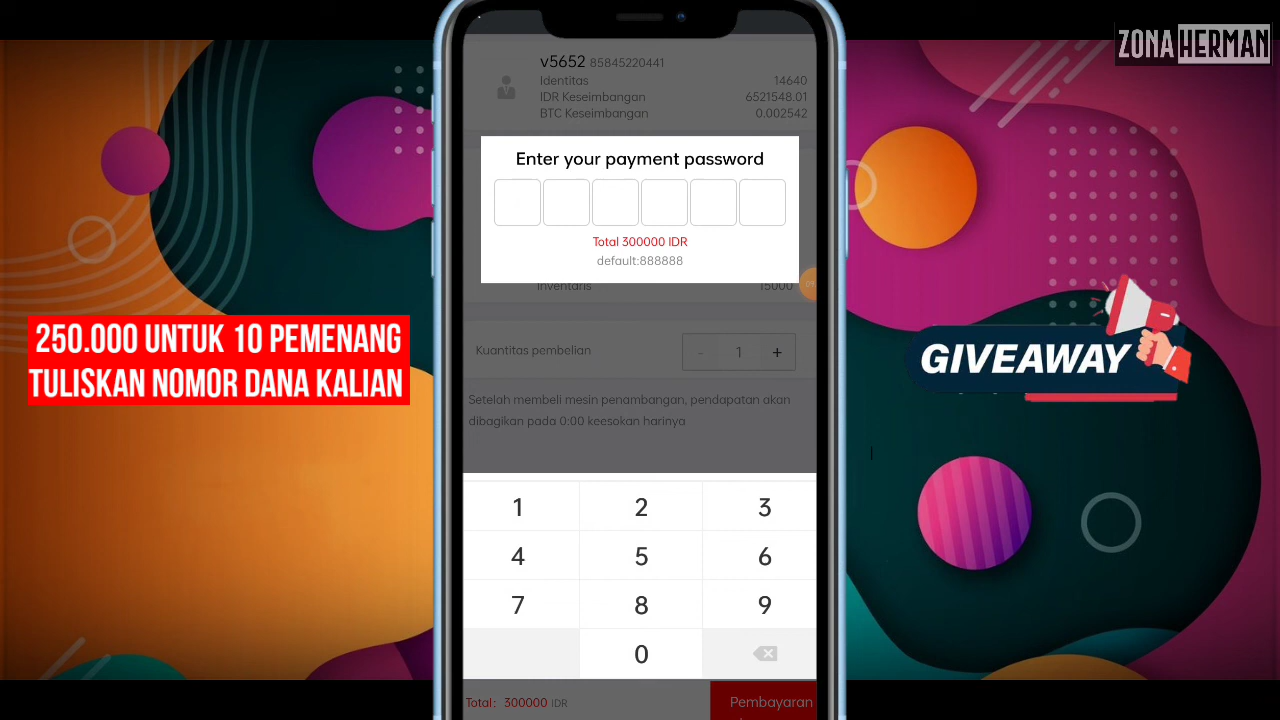 ZONAHERMAN
v5652 85845220441
Identitas 14640
IDR Keseimbangan 6521548.01
BTC Keseimbangan 0.002542
Enter your payment password
Total 300000 IDR
default:888888
Inventaris 15000
250.000 UNTUK 10 PEMENANG
TULISKAN NOMOR DANA KALIAN
GIVEAWAY
Kuantitas pembelian - 1 +
Setelah membeli mesin penambangan, pendapatan akan
dibagikan pada 0:00 keesokan harinya
1 2 3
4 5 6
7 8 9
0
Total: 300000 IDR
Pembayaran